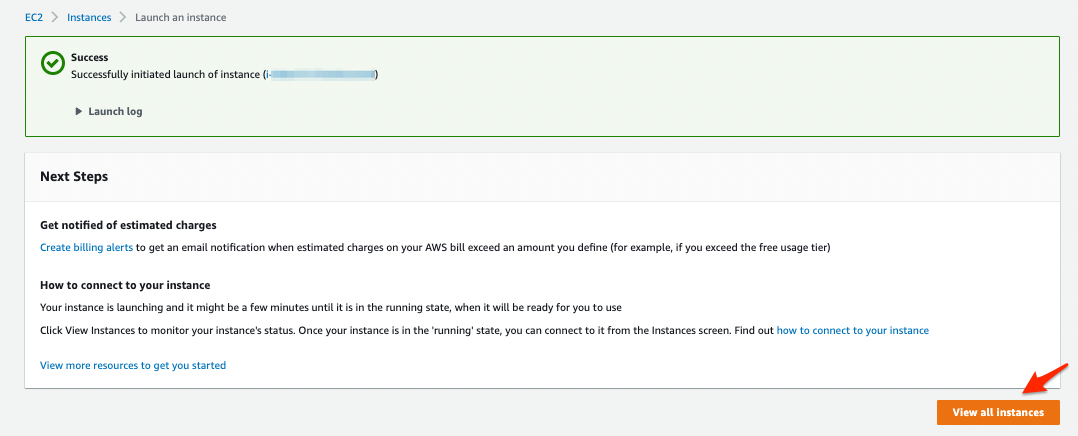 EC2 > Instances > Launch an instance
Success
Successfully initiated launch of instance (i-)
Launch log
Next Steps
Get notified of estimated charges
Create billing alerts to get an email notification when estimated charges on your AWS bill exceed an amount you define (for example, if you exceed the free usage tier)
How to connect to your instance
Your instance is launching and it might be a few minutes until it is in the running state, when it will be ready for you to use
Click View Instances to monitor your instance's status. Once your instance is in the 'running' state, you can connect to it from the Instances screen. Find out how to connect to your instance
View more resources to get you started
View all instances